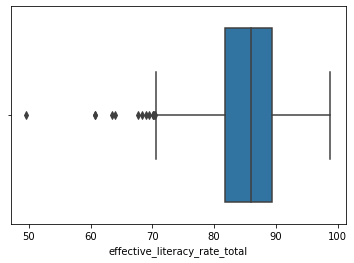 50 60 70 80 90 100
effective_literacy_rate_total